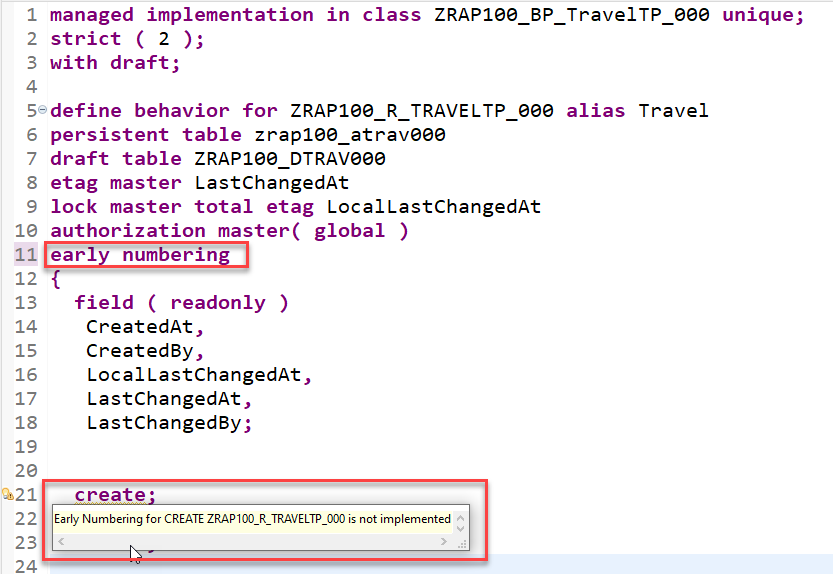 1 managed implementation in class ZRAP100_BP_TravelTP_000 unique;
2 strict ( 2 );
3 with draft;
4
5 define behavior for ZRAP100_R_TRAVELTP_000 alias Travel
6 persistent table zrap100_atrav000
7 draft table ZRAP100_DTRAV000
8 etag master LastChangedAt
9 lock master total etag LocalLastChangedAt
10 authorization master( global )
11 early numbering
12 {
13 field ( readonly )
14 CreatedAt,
15 CreatedBy,
16 LocalLastChangedAt,
17 LastChangedAt,
18 LastChangedBy;
19
20
21 create;
22 Early Numbering for CREATE ZRAP100_R_TRAVELTP_000 is not implemented
23
24